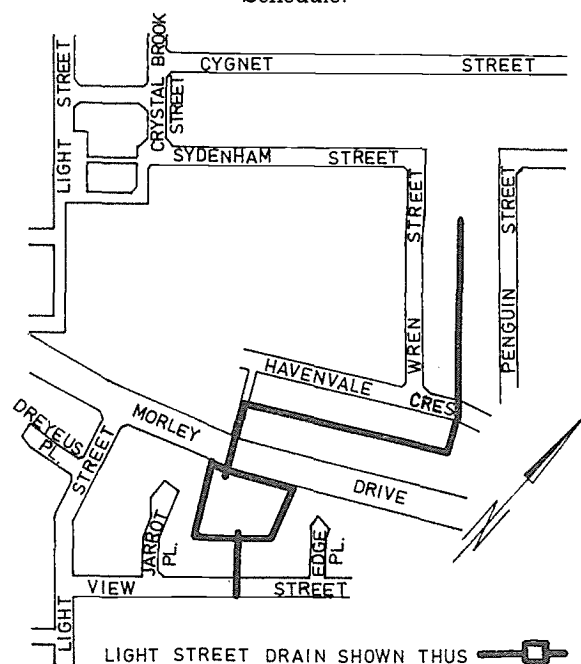 Schedule.
CYGNET STREET
LIGHT STREET
CRYSTAL BROOK
STREET
SYDENHAM STREET
WREN STREET
PENGUIN STREET
HAVENVALE CRES
MORLEY DRIVE
DREYEUS
PL.
LIGHT STREET
JARROT
PL.
EDGE
PL.
VIEW STREET
N
LIGHT STREET DRAIN SHOWN THUS